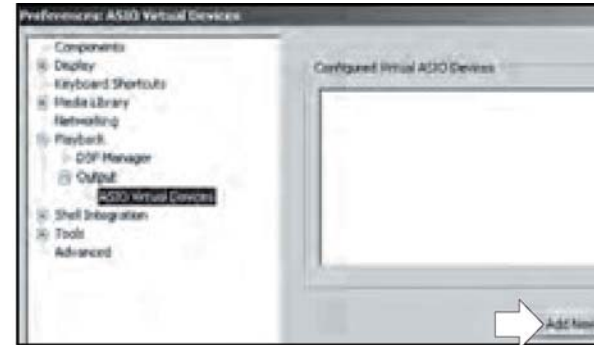 Preferences: ASIO Virtual Devices
Components
Display
Keyboard Shortcuts
Media Library
Networking
Playback
DSP Manager
Output
ASIO Virtual Devices
Shell Integration
Tools
Advanced
Configured Virtual ASIO Devices
Add New